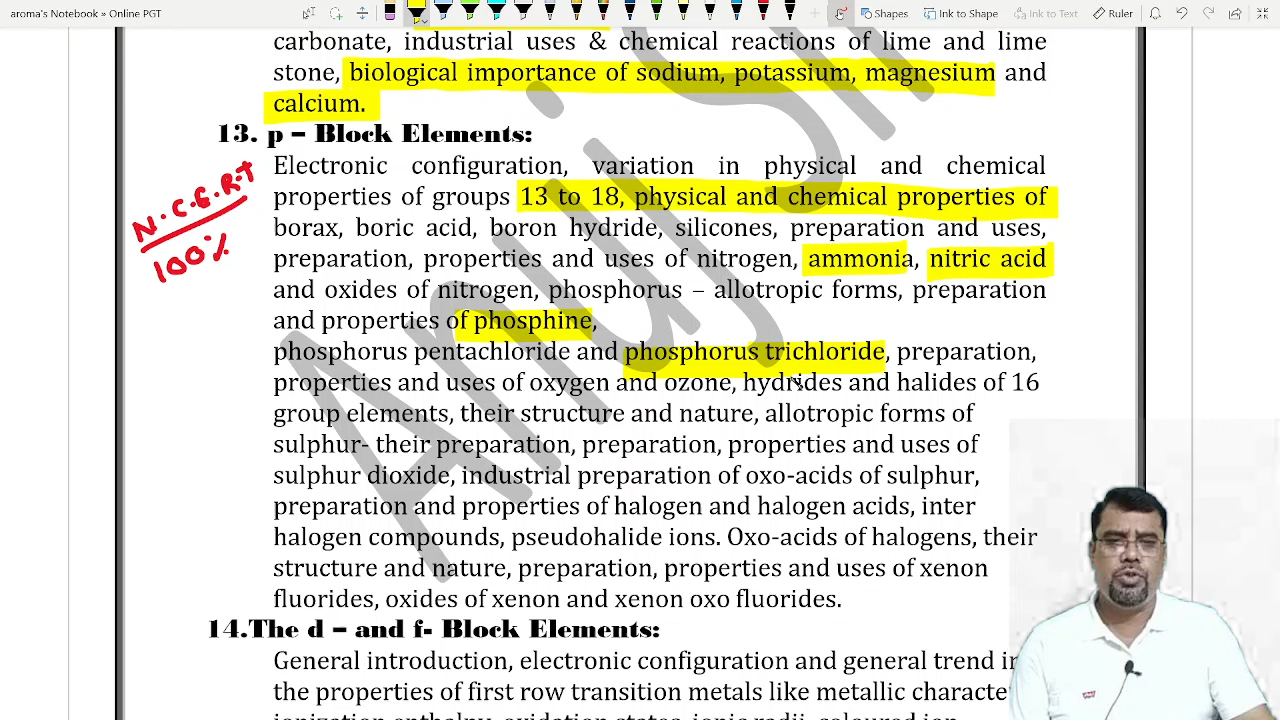 aroma's Notebook » Online PGT
Shapes
Ink to Shape
Ink to Text
Ruler
carbonate, industrial uses & chemical reactions of lime and lime
stone, biological importance of sodium, potassium, magnesium and
calcium.
13. p – Block Elements:
Electronic configuration, variation in physical and chemical
properties of groups 13 to 18, physical and chemical properties of
borax, boric acid, boron hydride, silicones, preparation and uses,
preparation, properties and uses of nitrogen, ammonia, nitric acid
and oxides of nitrogen, phosphorus – allotropic forms, preparation
and properties of phosphine,
phosphorus pentachloride and phosphorus trichloride, preparation,
properties and uses of oxygen and ozone, hydrides and halides of 16
group elements, their structure and nature, allotropic forms of
sulphur- their preparation, preparation, properties and uses of
sulphur dioxide, industrial preparation of oxo-acids of sulphur,
preparation and properties of halogen and halogen acids, inter
halogen compounds, pseudohalide ions. Oxo-acids of halogens, their
structure and nature, preparation, properties and uses of xenon
fluorides, oxides of xenon and xenon oxo fluorides.
N.C.E.R.T
100%
14.The d – and f- Block Elements:
General introduction, electronic configuration and general trend in
the properties of first row transition metals like metallic characte
ionization enthalpy, oxidation states, ionic radii, coloured ion
Anuj